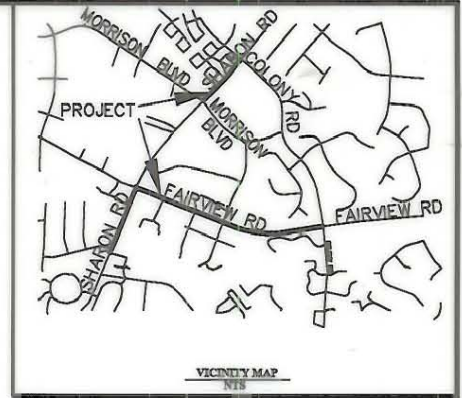 MORRISON BLVD
SHARON RD
COLONY RD
PROJECT
MORRISON BLVD
FAIRVIEW RD
FAIRVIEW RD
SHARON RD
VICINITY MAP
NTS